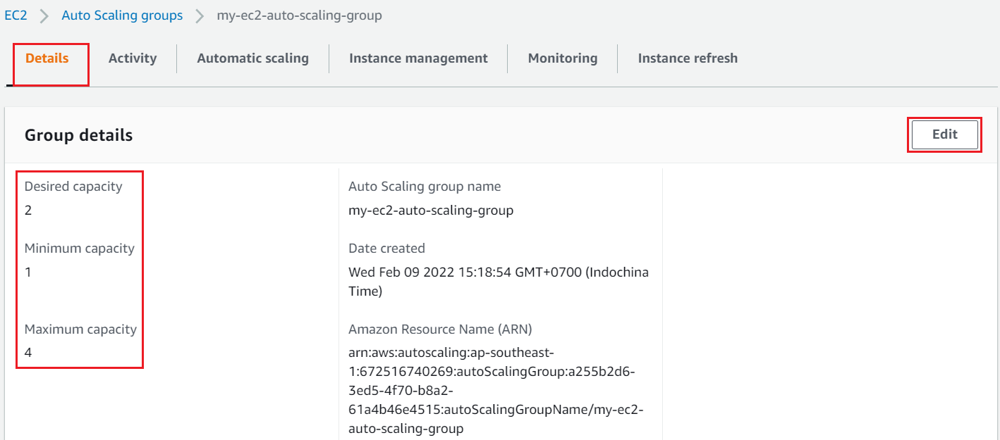 EC2 > Auto Scaling groups > my-ec2-auto-scaling-group
Details Activity Automatic scaling Instance management Monitoring Instance refresh
Group details
Edit
Desired capacity
2
Minimum capacity
1
Maximum capacity
4
Auto Scaling group name
my-ec2-auto-scaling-group
Date created
Wed Feb 09 2022 15:18:54 GMT+0700 (Indochina
Time)
Amazon Resource Name (ARN)
arn:aws:autoscaling:ap-southeast-
1:672516740269:autoScalingGroup:a255b2d6-
3ed5-4f70-b8a2-
61a4b46e4515:autoScalingGroupName/my-ec2-
auto-scaling-group